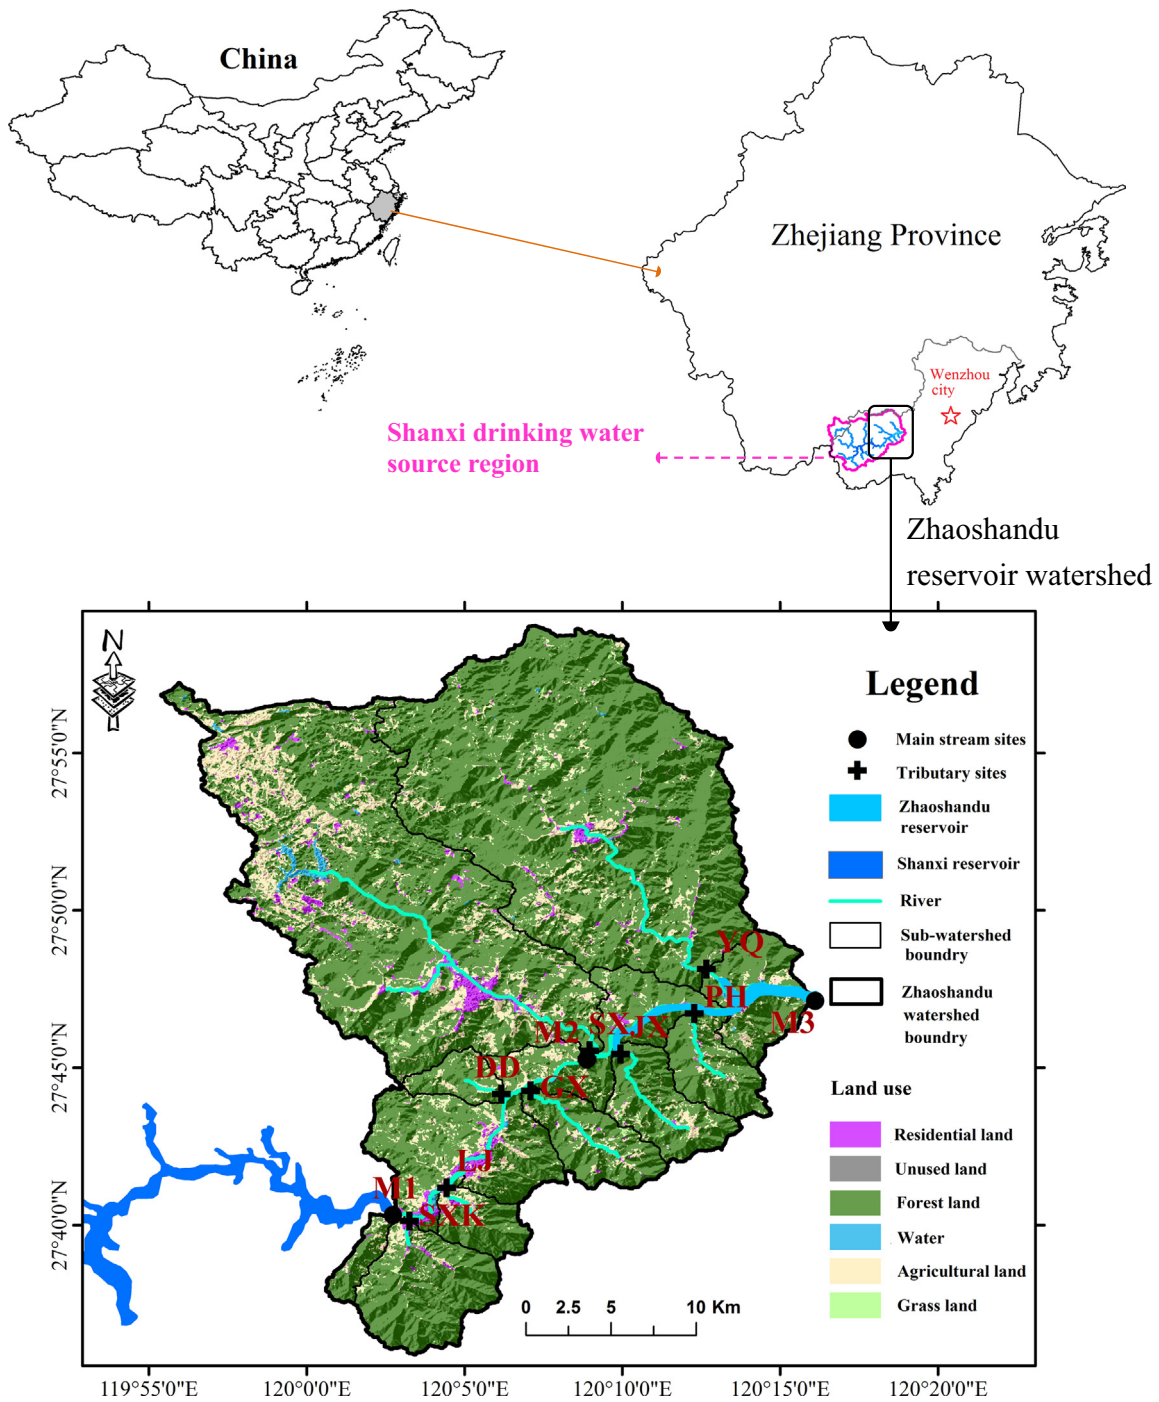 China
Zhejiang Province
Wenzhou
city
Shanxi drinking water
source region
Zhaoshandu
reservoir watershed
N
Legend
Main stream sites
Tributary sites
Zhaoshandu
reservoir
Shanxi reservoir
River
Sub-watershed
boundry
Zhaoshandu
watershed
boundry
Land use
Residential land
Unused land
Forest land
Water
Agricultural land
Grass land
YQ
PH
M3
M2
SX
JX
DD
GX
LJ
M1
SXK
0 2.5 5 10 Km
27°55'0"N
27°50'0"N
27°45'0"N
27°40'0"N
119°55'0"E 120°0'0"E 120°5'0"E 120°10'0"E 120°15'0"E 120°20'0"E